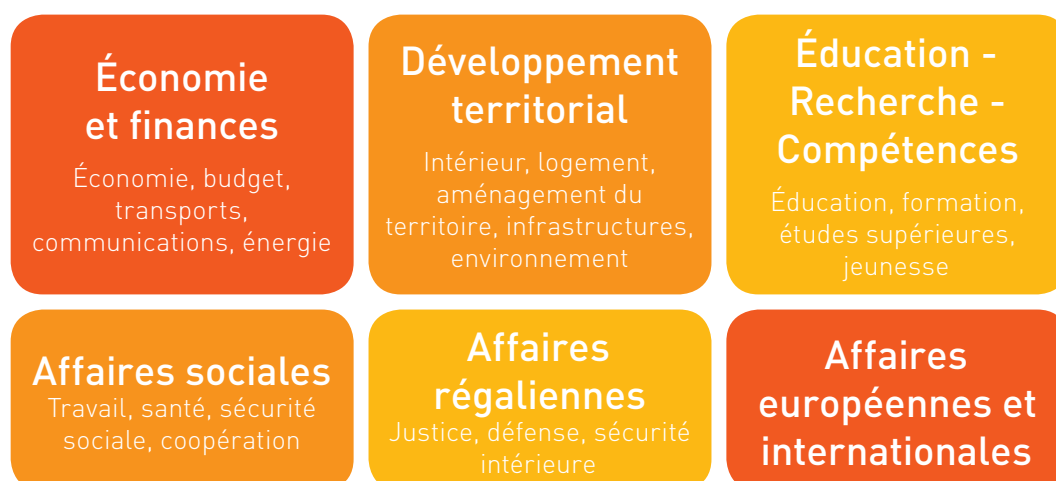 Économie
et finances
Économie, budget,
transports,
communications, énergie
Développement
territorial
Intérieur, logement,
aménagement du
territoire, infrastructures,
environnement
Éducation -
Recherche -
Compétences
Éducation, formation,
études supérieures,
jeunesse
Affaires sociales
Travail, santé, sécurité
sociale, coopération
Affaires
régaliennes
Justice, défense, sécurité
intérieure
Affaires
européennes et
internationales